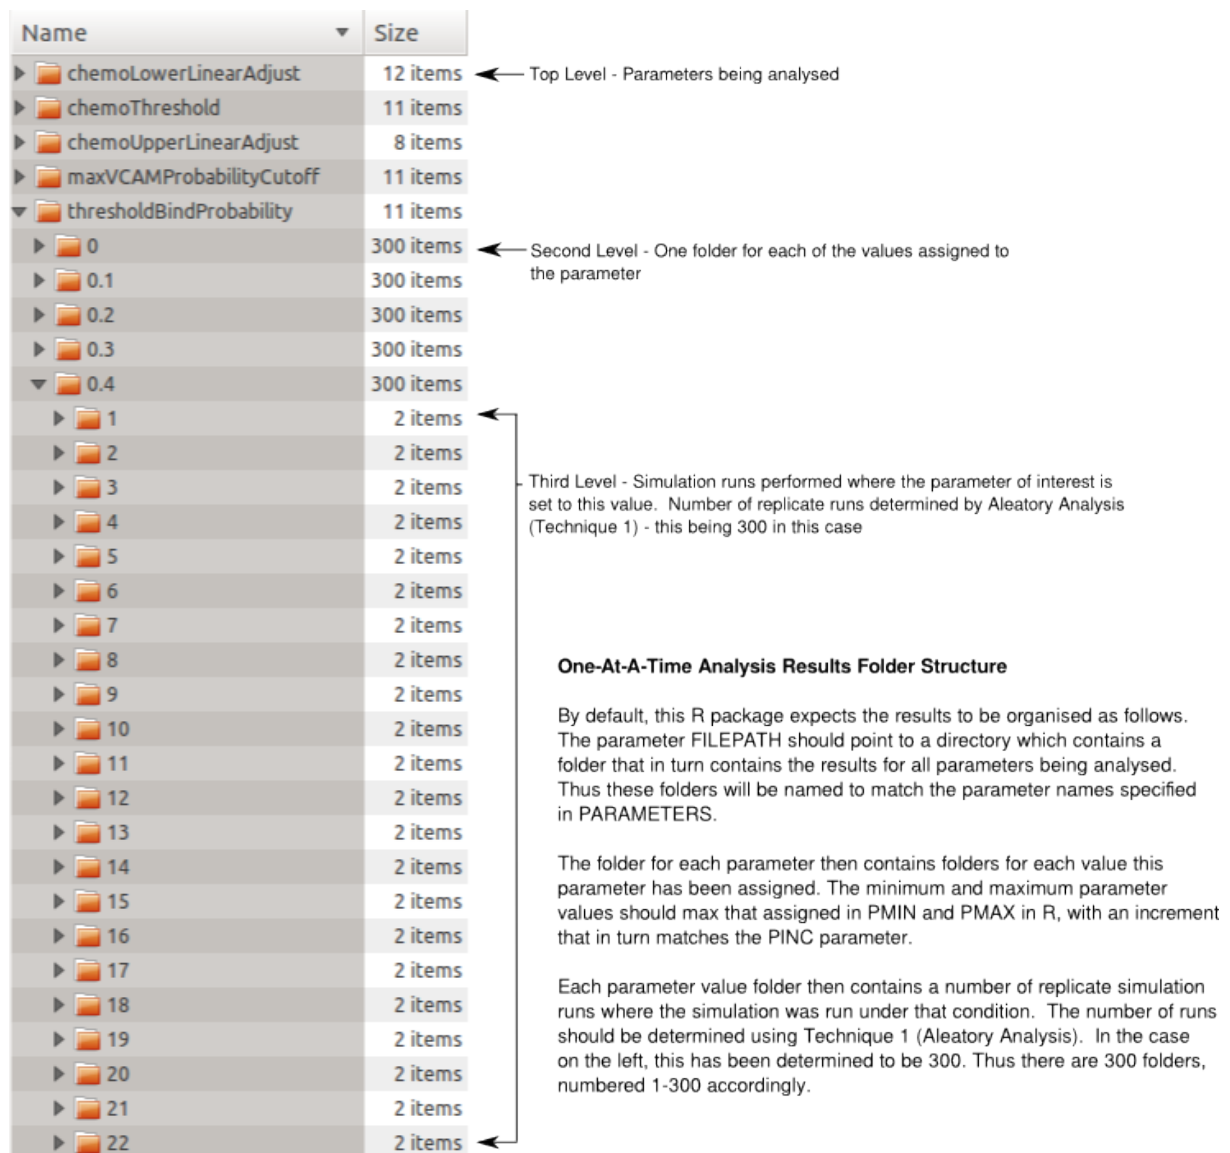 Name Size
chemoLowerLinearAdjust 12 items
Top Level - Parameters being analysed
chemoThreshold 11 items
chemoUpperLinearAdjust 8 items
maxVCAMProbabilityCutoff 11 items
thresholdBindProbability 11 items
0 300 items
Second Level - One folder for each of the values assigned to
the parameter
0.1 300 items
0.2 300 items
0.3 300 items
0.4 300 items
1 2 items
2 2 items
3 2 items
4 2 items
5 2 items
6 2 items
7 2 items
8 2 items
9 2 items
10 2 items
11 2 items
12 2 items
13 2 items
14 2 items
15 2 items
16 2 items
17 2 items
18 2 items
19 2 items
20 2 items
21 2 items
22 2 items
Third Level - Simulation runs performed where the parameter of interest is
set to this value. Number of replicate runs determined by Aleatory Analysis
(Technique 1) - this being 300 in this case
One-At-A-Time Analysis Results Folder Structure
By default, this R package expects the results to be organised as follows.
The parameter FILEPATH should point to a directory which contains a
folder that in turn contains the results for all parameters being analysed.
Thus these folders will be named to match the parameter names specified
in PARAMETERS.
The folder for each parameter then contains folders for each value this
parameter has been assigned. The minimum and maximum parameter
values should max that assigned in PMIN and PMAX in R, with an increment
that in turn matches the PINC parameter.
Each parameter value folder then contains a number of replicate simulation
runs where the simulation was run under that condition. The number of runs
should be determined using Technique 1 (Aleatory Analysis). In the case
on the left, this has been determined to be 300. Thus there are 300 folders,
numbered 1-300 accordingly.